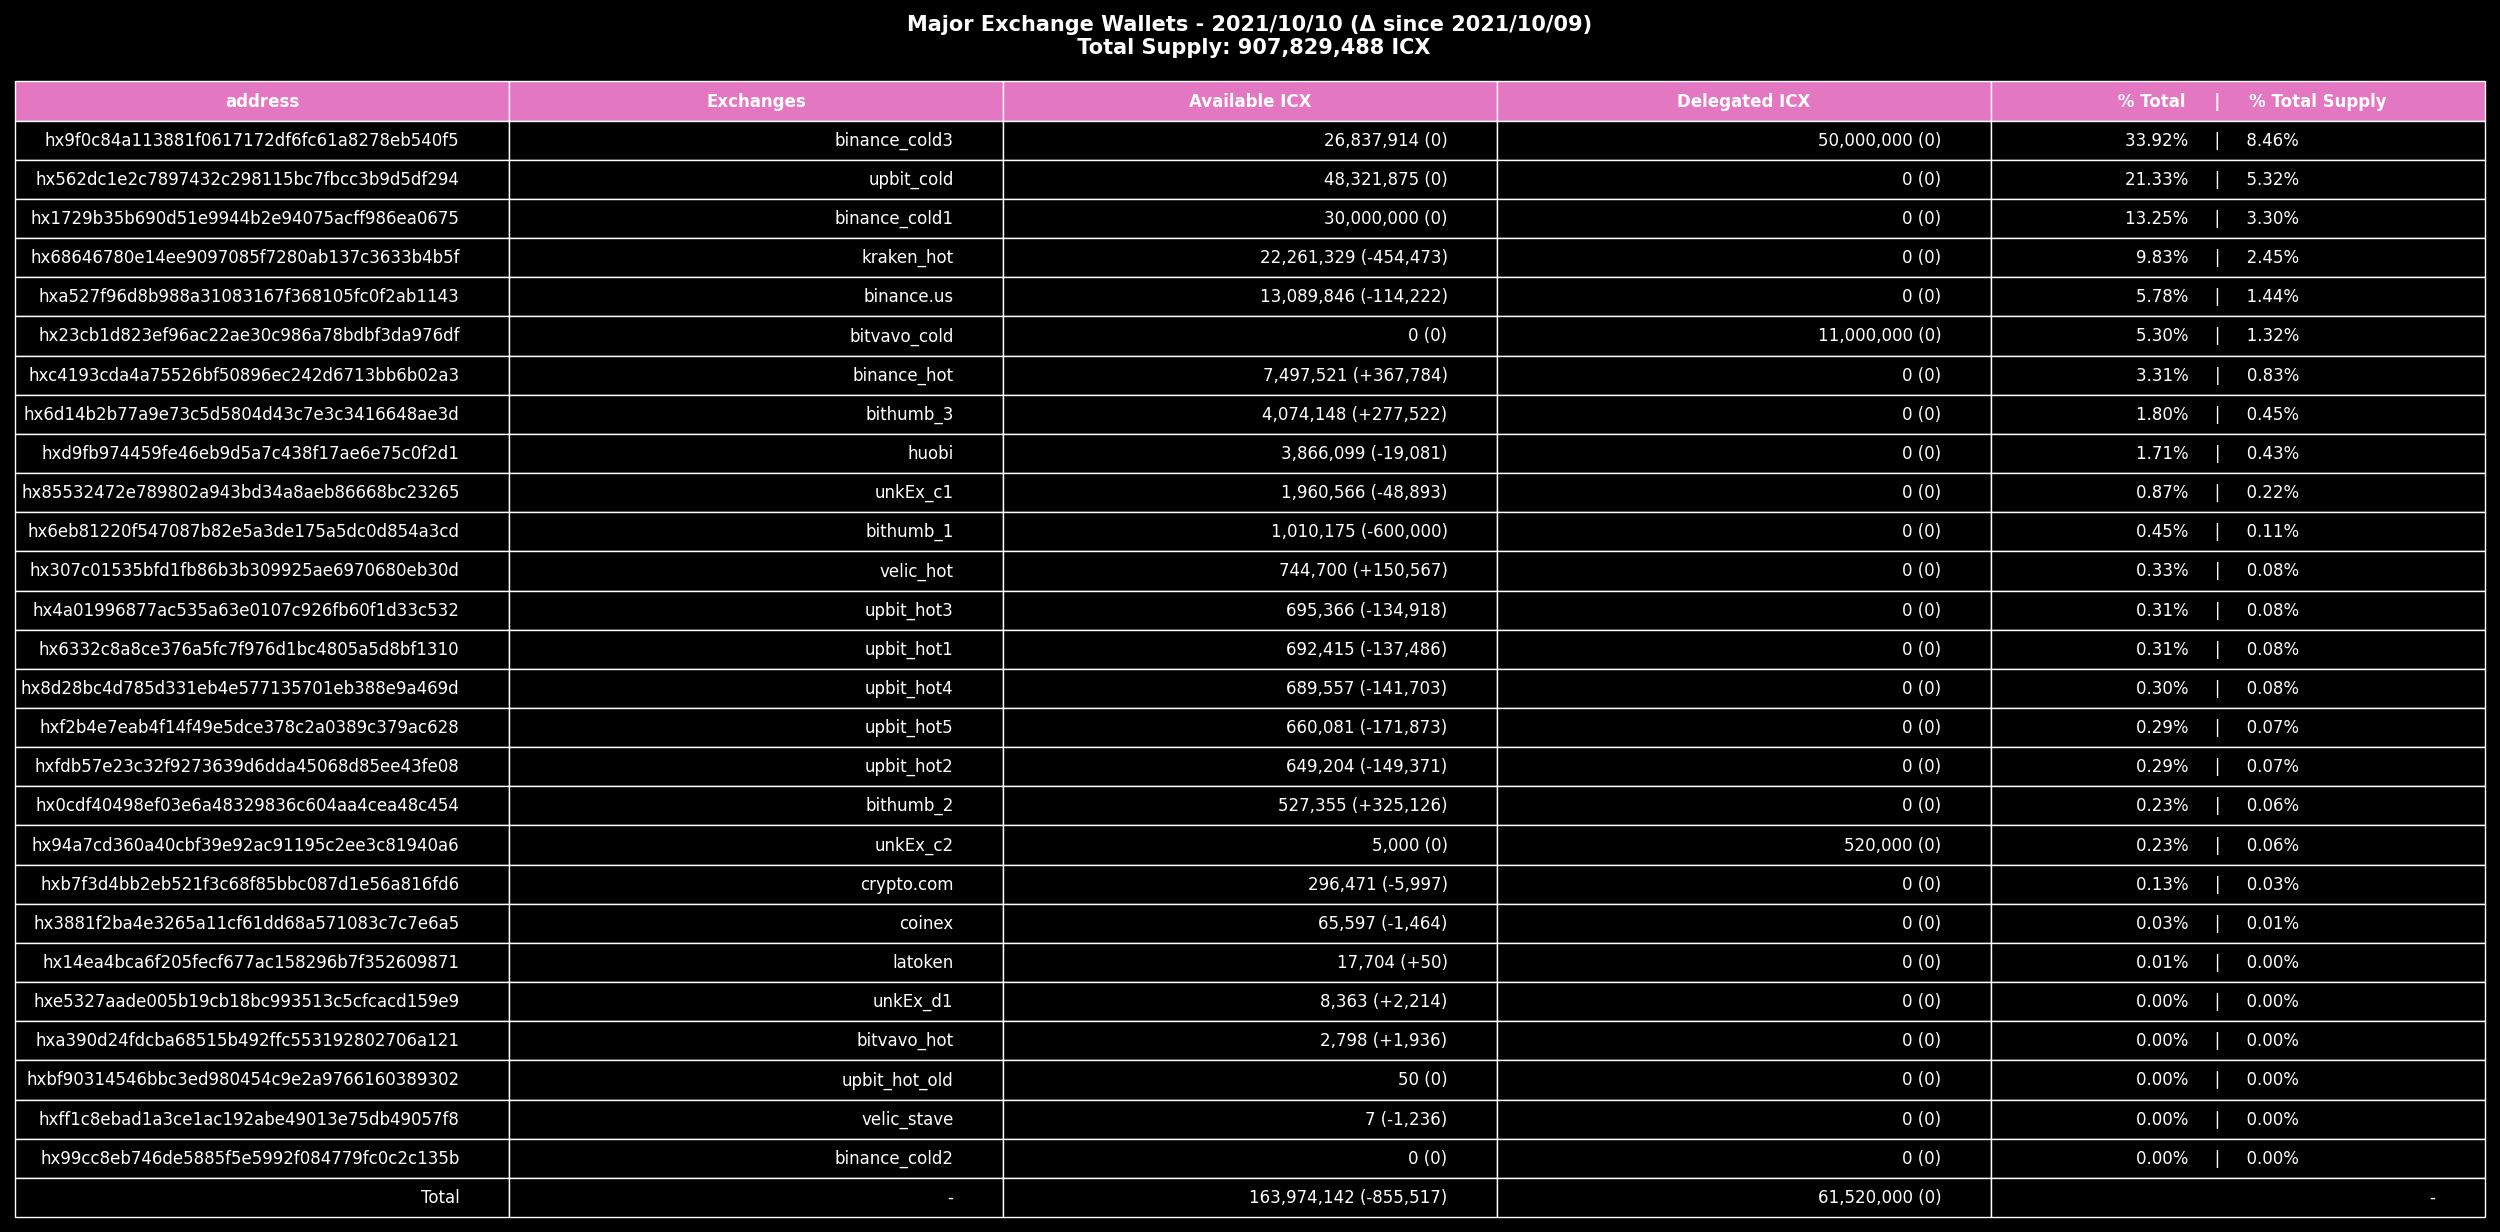 Major Exchange Wallets - 2021/10/10 (Δ since 2021/10/09)
Total Supply: 907,829,488 ICX
address Exchanges Available ICX Delegated ICX % Total | % Total Supply
hx9f0c84a113881f0617172df6fc61a8278eb540f5 binance_cold3 26,837,914 (0) 50,000,000 (0) 33.92% | 8.46%
hx562dc1e2c7897432c298115bc7fbcc3b9d5df294 upbit_cold 48,321,875 (0) 0 (0) 21.33% | 5.32%
hx1729b35b690d51e9944b2e94075acff986ea0675 binance_cold1 30,000,000 (0) 0 (0) 13.25% | 3.30%
hx68646780e14ee9097085f7280ab137c3633b4b5f kraken_hot 22,261,329 (-454,473) 0 (0) 9.83% | 2.45%
hxa527f96d8b988a31083167f368105fc0f2ab1143 binance.us 13,089,846 (-114,222) 0 (0) 5.78% | 1.44%
hx23cb1d823ef96ac22ae30c986a78bdbf3da976df bitvavo_cold 0 (0) 11,000,000 (0) 5.30% | 1.32%
hxc4193cda4a75526bf50896ec242d6713bb6b02a3 binance_hot 7,497,521 (+367,784) 0 (0) 3.31% | 0.83%
hx6d14b2b77a9e73c5d5804d43c7e3c3416648ae3d bithumb_3 4,074,148 (+277,522) 0 (0) 1.80% | 0.45%
hxd9fb974459fe46eb9d5a7c438f17ae6e75c0f2d1 huobi 3,866,099 (-19,081) 0 (0) 1.71% | 0.43%
hx85532472e789802a943bd34a8aeb86668bc23265 unkEx_c1 1,960,566 (-48,893) 0 (0) 0.87% | 0.22%
hx6eb81220f547087b82e5a3de175a5dc0d854a3cd bithumb_1 1,010,175 (-600,000) 0 (0) 0.45% | 0.11%
hx307c01535bfd1fb86b3b309925ae6970680eb30d velic_hot 744,700 (+150,567) 0 (0) 0.33% | 0.08%
hx4a01996877ac535a63e0107c926fb60f1d33c532 upbit_hot3 695,366 (-134,918) 0 (0) 0.31% | 0.08%
hx6332c8a8ce376a5fc7f976d1bc4805a5d8bf1310 upbit_hot1 692,415 (-137,486) 0 (0) 0.31% | 0.08%
hx8d28bc4d785d331eb4e577135701eb388e9a469d upbit_hot4 689,557 (-141,703) 0 (0) 0.30% | 0.08%
hxf2b4e7eab4f14f49e5dce378c2a0389c379ac628 upbit_hot5 660,081 (-171,873) 0 (0) 0.29% | 0.07%
hxfdb57e23c32f9273639d6dda45068d85ee43fe08 upbit_hot2 649,204 (-149,371) 0 (0) 0.29% | 0.07%
hx0cdf40498ef03e6a48329836c604aa4cea48c454 bithumb_2 527,355 (+325,126) 0 (0) 0.23% | 0.06%
hx94a7cd360a40cbf39e92ac91195c2ee3c81940a6 unkEx_c2 5,000 (0) 520,000 (0) 0.23% | 0.06%
hxb7f3d4bb2eb521f3c68f85bbc087d1e56a816fd6 crypto.com 296,471 (-5,997) 0 (0) 0.13% | 0.03%
hx3881f2ba4e3265a11cf61dd68a571083c7c7e6a5 coinex 65,597 (-1,464) 0 (0) 0.03% | 0.01%
hx14ea4bca6f205fecf677ac158296b7f352609871 latoken 17,704 (+50) 0 (0) 0.01% | 0.00%
hxe5327aade005b19cb18bc993513c5cfcacd159e9 unkEx_d1 8,363 (+2,214) 0 (0) 0.00% | 0.00%
hxa390d24fdcba68515b492ffc553192802706a121 bitvavo_hot 2,798 (+1,936) 0 (0) 0.00% | 0.00%
hxbf90314546bbc3ed980454c9e2a9766160389302 upbit_hot_old 50 (0) 0 (0) 0.00% | 0.00%
hxff1c8ebad1a3ce1ac192abe49013e75db49057f8 velic_stave 7 (-1,236) 0 (0) 0.00% | 0.00%
hx99cc8eb746de5885f5e5992f084779fc0c2c135b binance_cold2 0 (0) 0 (0) 0.00% | 0.00%
Total - 163,974,142 (-855,517) 61,520,000 (0) -